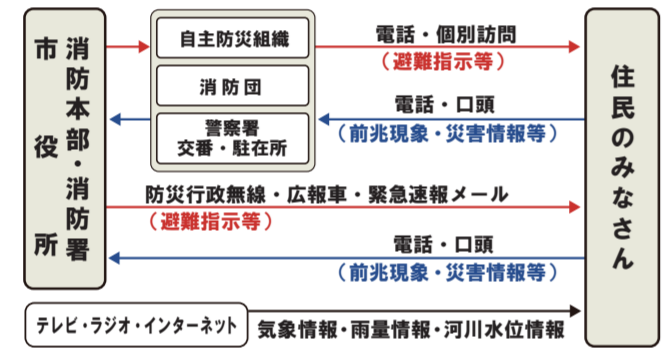 市役所
消防本部・消防署
自主防災組織
消防団
警察署
交番・駐在所
電話・個別訪問
（避難指示等）
電話・口頭
（前兆現象・災害情報等）
防災行政無線・広報車・緊急速報メール
（避難指示等）
電話・口頭
（前兆現象・災害情報等）
住民のみなさん
テレビ・ラジオ・インターネット
気象情報・雨量情報・河川水位情報